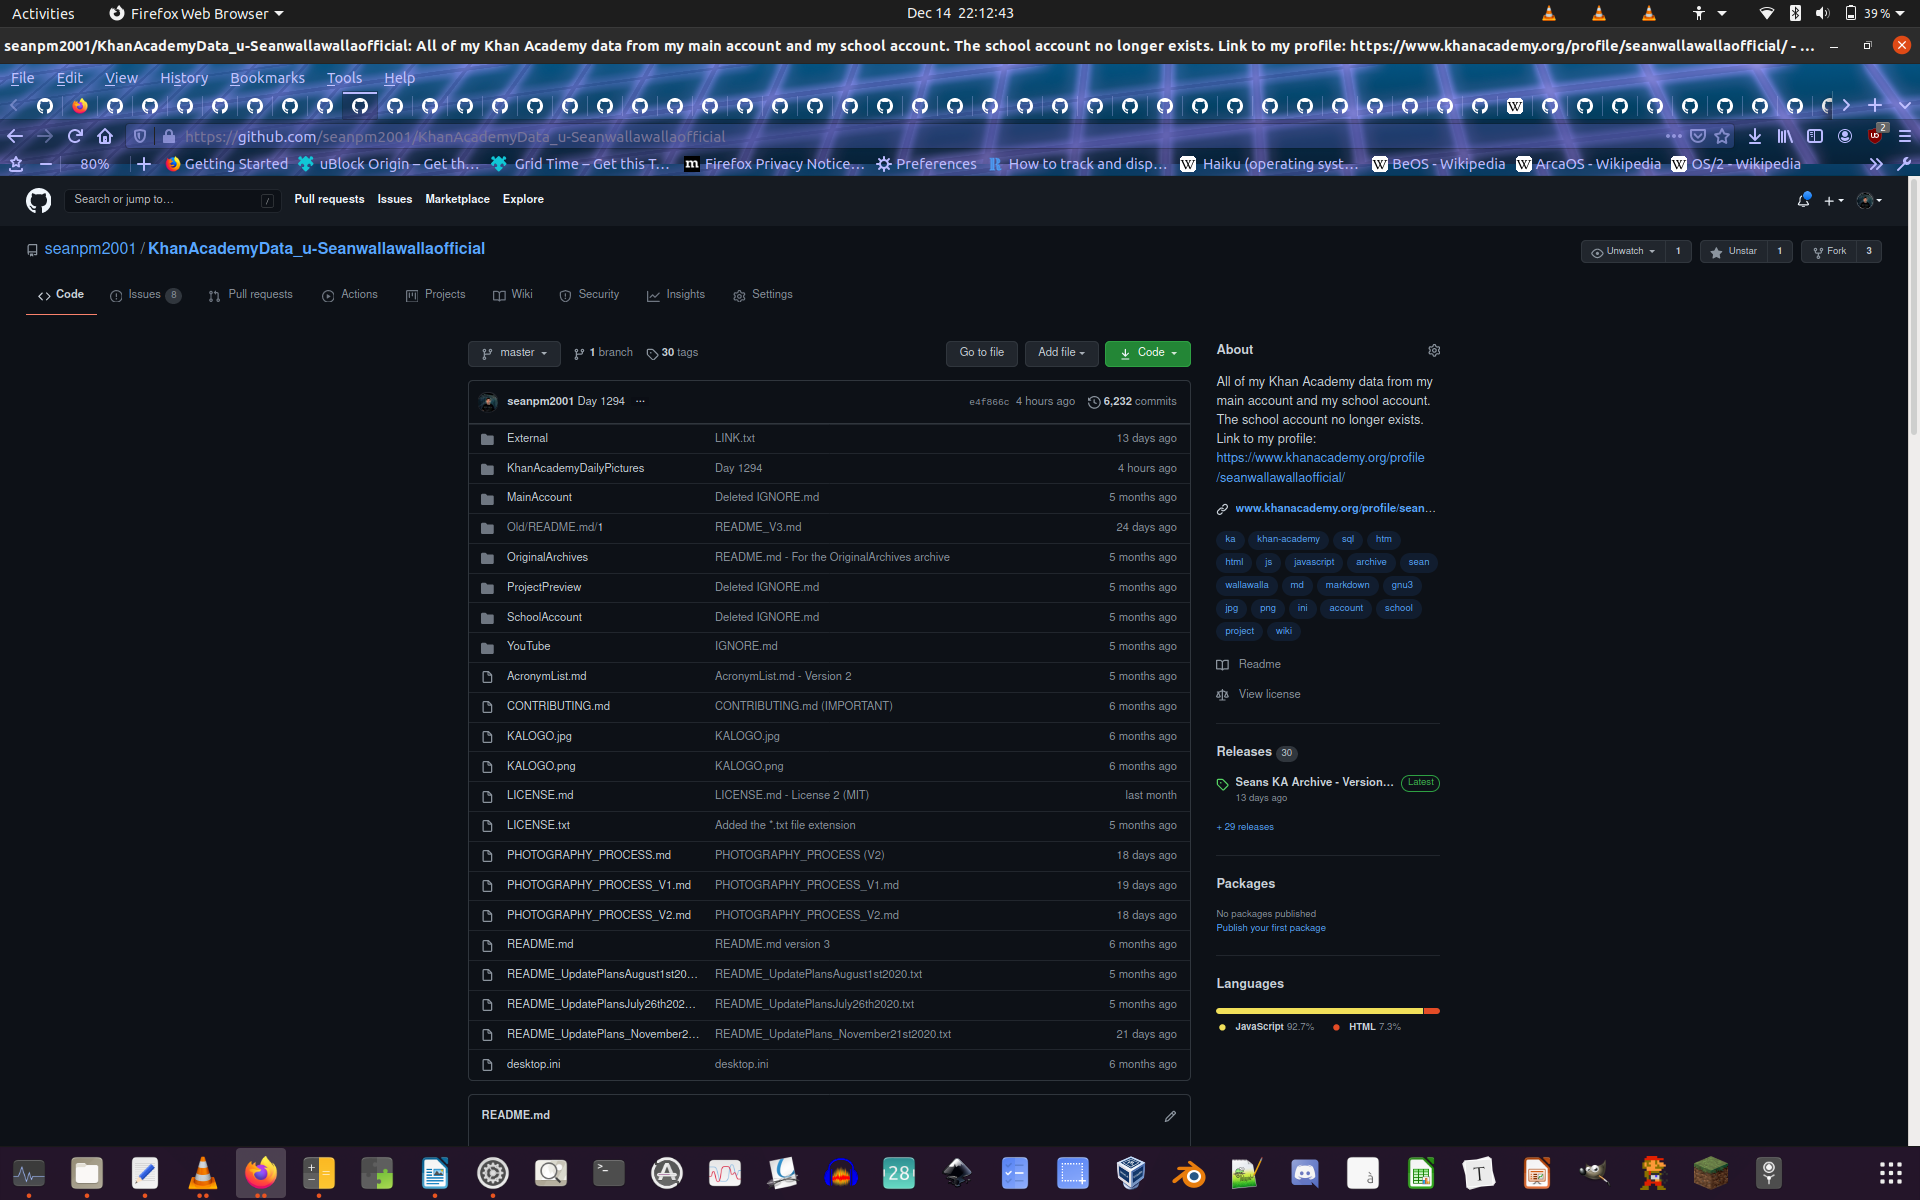 Activities
Firefox Web Browser
Dec 14 22:12:43
39 %
seanpm2001/KhanAcademyData_u-Seanwallawallaofficial: All of my Khan Academy data from my main account and my school account. The school account no longer exists. Link to my profile: https://www.khanacademy.org/profile/seanwallawallaofficial/ - …
File Edit View History Bookmarks Tools Help
https://github.com/seanpm2001/KhanAcademyData_u-Seanwallawallaofficial
2
80%
Getting Started
uBlock Origin – Get th…
Grid Time – Get this T…
Firefox Privacy Notice…
Preferences
How to track and disp…
Haiku (operating syst…
BeOS - Wikipedia
ArcaOS - Wikipedia
OS/2 - Wikipedia
Search or jump to…
/
Pull requests Issues Marketplace Explore
seanpm2001 / KhanAcademyData_u-Seanwallawallaofficial
Unwatch 1
Unstar 1
Fork 3
Code
Issues 8
Pull requests
Actions
Projects
Wiki
Security
Insights
Settings
master
1 branch
30 tags
Go to file
Add file
Code
seanpm2001 Day 1294 ... e4f866c 4 hours ago 6,232 commits
External LINK.txt 13 days ago
KhanAcademyDailyPictures Day 1294 4 hours ago
MainAccount Deleted IGNORE.md 5 months ago
Old/README.md/1 README_V3.md 24 days ago
OriginalArchives README.md - For the OriginalArchives archive 5 months ago
ProjectPreview Deleted IGNORE.md 5 months ago
SchoolAccount Deleted IGNORE.md 5 months ago
YouTube IGNORE.md 5 months ago
AcronymList.md AcronymList.md - Version 2 5 months ago
CONTRIBUTING.md CONTRIBUTING.md (IMPORTANT) 6 months ago
KALOGO.jpg KALOGO.jpg 6 months ago
KALOGO.png KALOGO.png 6 months ago
LICENSE.md LICENSE.md - License 2 (MIT) last month
LICENSE.txt Added the *.txt file extension 5 months ago
PHOTOGRAPHY_PROCESS.md PHOTOGRAPHY_PROCESS (V2) 18 days ago
PHOTOGRAPHY_PROCESS_V1.md PHOTOGRAPHY_PROCESS_V1.md 19 days ago
PHOTOGRAPHY_PROCESS_V2.md PHOTOGRAPHY_PROCESS_V2.md 18 days ago
README.md README.md version 3 6 months ago
README_UpdatePlansAugust1st20… README_UpdatePlansAugust1st2020.txt 5 months ago
README_UpdatePlansJuly26th202… README_UpdatePlansJuly26th2020.txt 5 months ago
README_UpdatePlans_November2… README_UpdatePlans_November21st2020.txt 21 days ago
desktop.ini desktop.ini 6 months ago
README.md
About
All of my Khan Academy data from my
main account and my school account.
The school account no longer exists.
Link to my profile:
https://www.khanacademy.org/profile
/seanwallawallaofficial/
www.khanacademy.org/profile/sean…
ka khan-academy sql htm
html js javascript archive sean
wallawalla md markdown gnu3
jpg png ini account school
project wiki
Readme
View license
Releases 30
Seans KA Archive - Version… Latest
13 days ago
+ 29 releases
Packages
No packages published
Publish your first package
Languages
JavaScript 92.7% HTML 7.3%
28